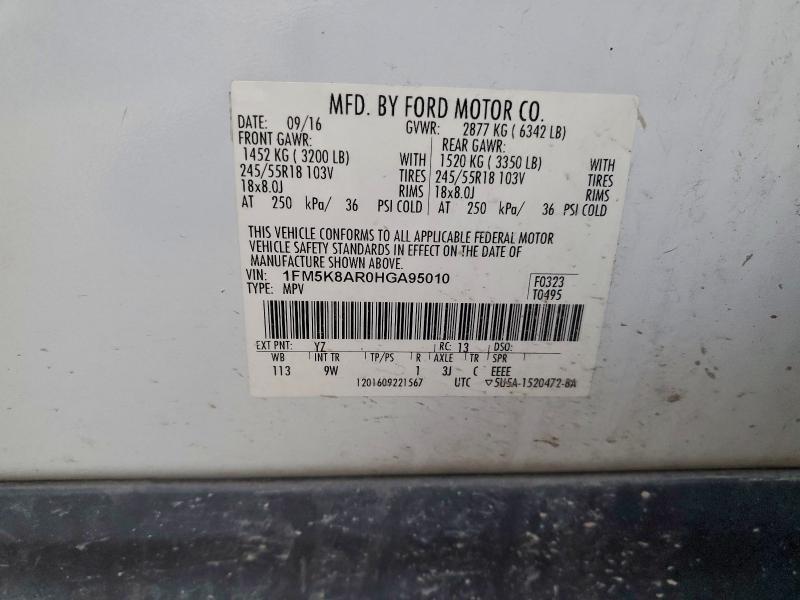 MFD. BY FORD MOTOR CO.
DATE: 09/16 GVWR: 2877 KG ( 6342 LB)
FRONT GAWR: REAR GAWR:
1452 KG ( 3200 LB) WITH 1520 KG ( 3350 LB) WITH
245/55R18 103V TIRES 245/55R18 103V TIRES
18x8.0J RIMS 18x8.0J RIMS
AT 250 kPa/ 36 PSI COLD AT 250 kPa/ 36 PSI COLD
THIS VEHICLE CONFORMS TO ALL APPLICABLE FEDERAL MOTOR
VEHICLE SAFETY STANDARDS IN EFFECT ON THE DATE OF
MANUFACTURE SHOWN ABOVE.
VIN: 1FM5K8AR0HGA95010 F0323
TYPE: MPV T0495
EXT PNT: YZ RC: 13 DSO:
WB INT TR TP/PS R AXLE TR SPR
113 9W 1 3J C EEEE
1201609221567 UTC ▽5U5A-1520472-BA